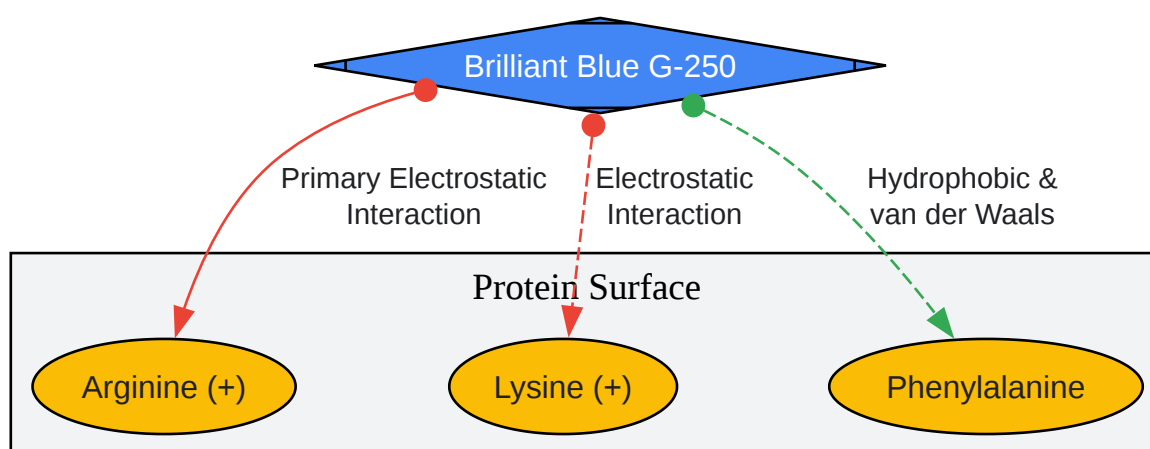 Brilliant Blue G-250
Primary Electrostatic
Interaction
Electrostatic
Interaction
Hydrophobic &
van der Waals
Protein Surface
Arginine (+)
Lysine (+)
Phenylalanine